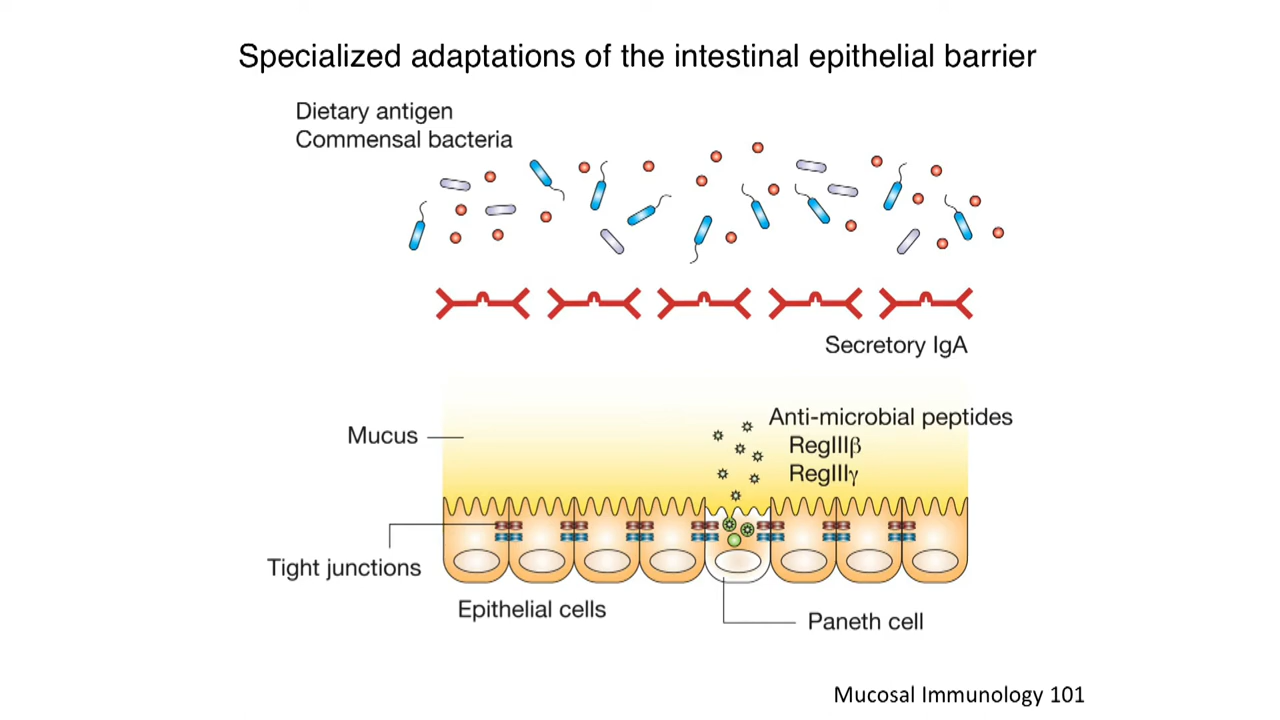 Specialized adaptations of the intestinal epithelial barrier
Dietary antigen
Commensal bacteria
Secretory IgA
Mucus
Anti-microbial peptides
RegIIIβ
RegIIIγ
Tight junctions
Epithelial cells
Paneth cell
Mucosal Immunology 101